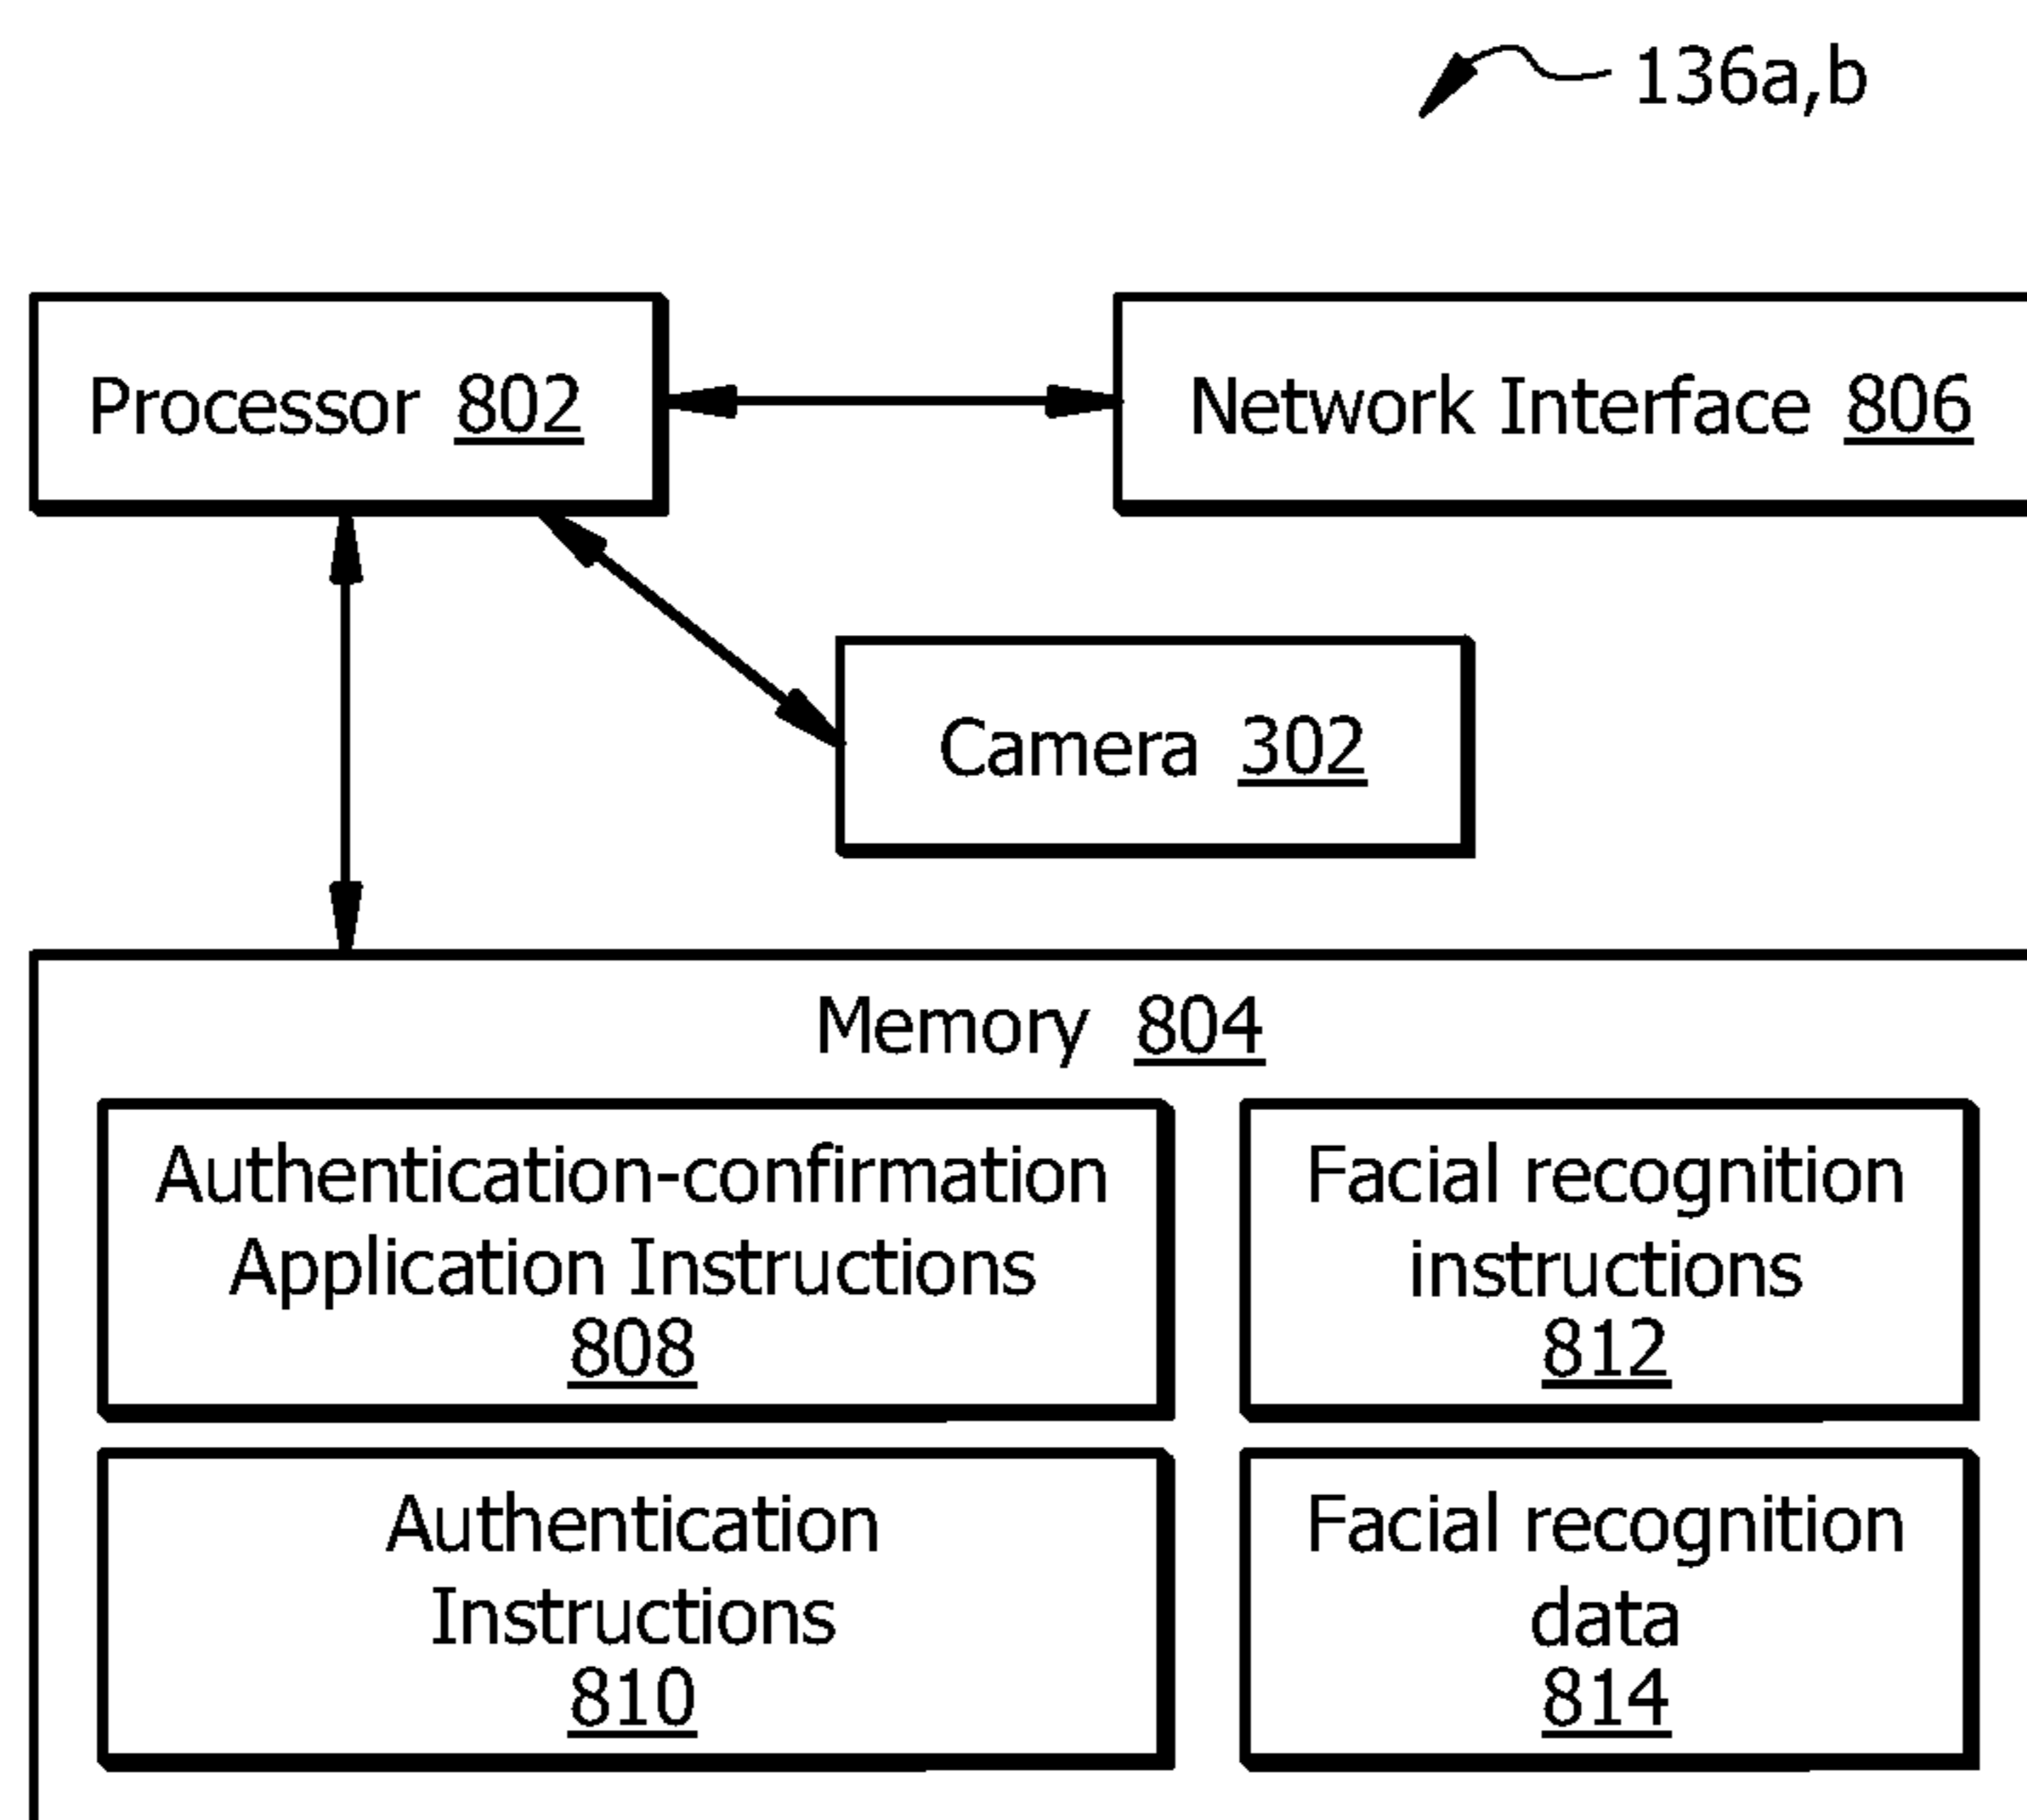 136a,b
Processor 802
Network Interface 806
Camera 302
Memory 804
Authentication-confirmation
Application Instructions
808
Facial recognition
instructions
812
Authentication
Instructions
810
Facial recognition
data
814